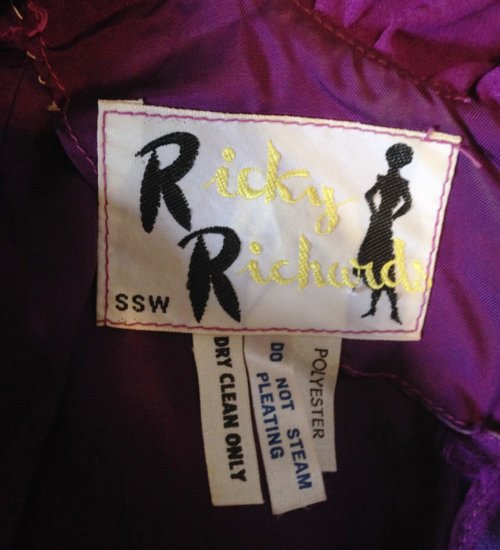 Ricky
Richards
SSW
DRY CLEAN ONLY
DO NOT STEAM
PLEATING
POLYESTER